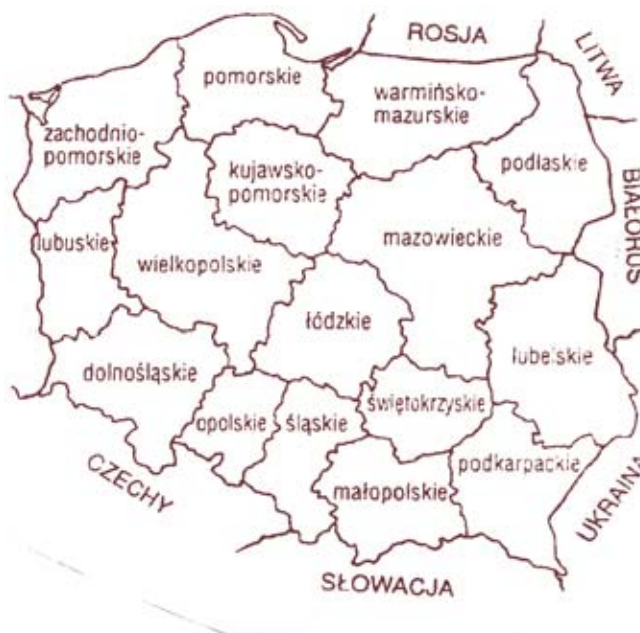 ROSJA
LITWA
pomorskie
warmińsko-
mazurskie
zachodnio-
pomorskie
kujawsko-
pomorskie
podlaskie
BIAŁORUŚ
lubuskie
wielkopolskie
mazowieckie
łódzkie
lubelskie
dolnośląskie
opolskie
śląskie
świętokrzyskie
podkarpackie
małopolskie
CZECHY
UKRAINA
SŁOWACJA